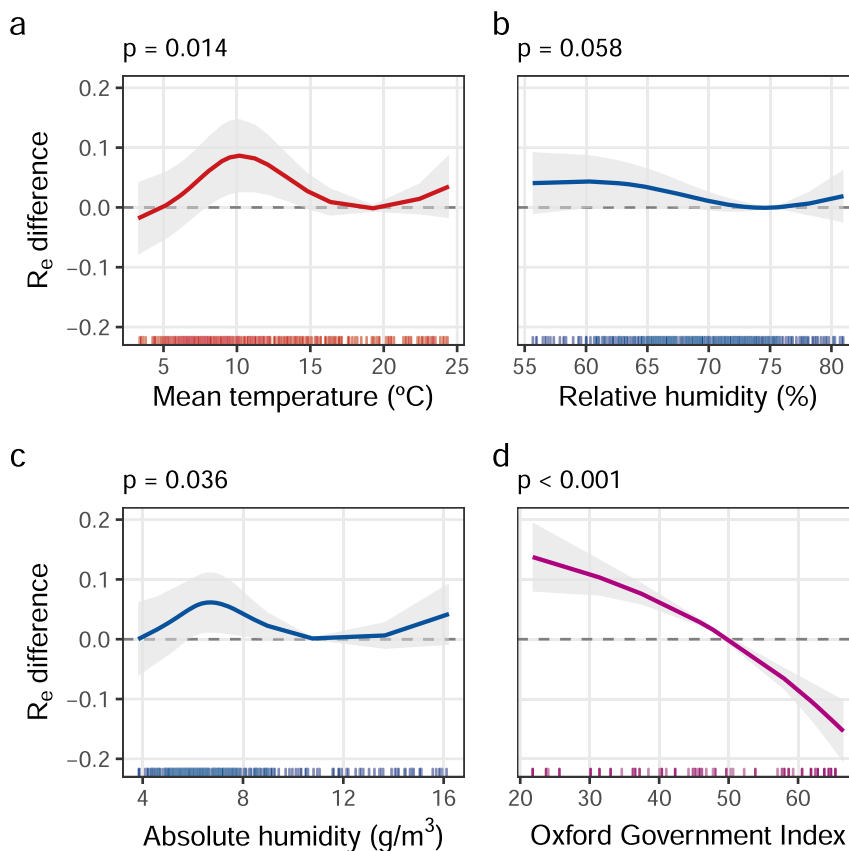 a
p = 0.014
0.2
0.1
0.0
−0.1
−0.2
Re difference
5 10 15 20 25
Mean temperature (ºC)
b
p = 0.058
55 60 65 70 75 80
Relative humidity (%)
c
p = 0.036
0.2
0.1
0.0
−0.1
−0.2
Re difference
4 8 12 16
Absolute humidity (g/m³)
d
p < 0.001
20 30 40 50 60
Oxford Government Index